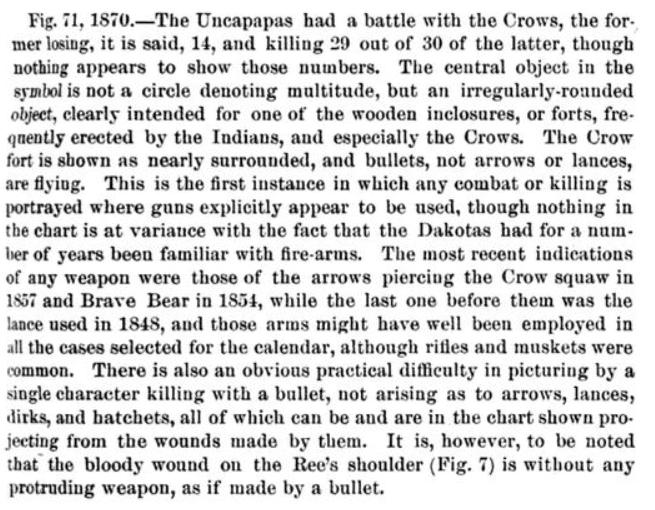 Fig. 71, 1870.—The Uncapapas had a battle with the Crows, the for-
mer losing, it is said, 14, and killing 29 out of 30 of the latter, though
nothing appears to show those numbers. The central object in the
symbol is not a circle denoting multitude, but an irregularly-rounded
object, clearly intended for one of the wooden inclosures, or forts, fre-
quently erected by the Indians, and especially the Crows. The Crow
fort is shown as nearly surrounded, and bullets, not arrows or lances,
are flying. This is the first instance in which any combat or killing is
portrayed where guns explicitly appear to be used, though nothing in
the chart is at variance with the fact that the Dakotas had for a num-
ber of years been familiar with fire-arms. The most recent indications
of any weapon were those of the arrows piercing the Crow squaw in
1857 and Brave Bear in 1854, while the last one before them was the
lance used in 1848, and those arms might have well been employed in
all the cases selected for the calendar, although rifles and muskets were
common. There is also an obvious practical difficulty in picturing by a
single character killing with a bullet, not arising as to arrows, lances,
dirks, and hatchets, all of which can be and are in the chart shown pro-
jecting from the wounds made by them. It is, however, to be noted
that the bloody wound on the Ree's shoulder (Fig. 7) is without any
protruding weapon, as if made by a bullet.